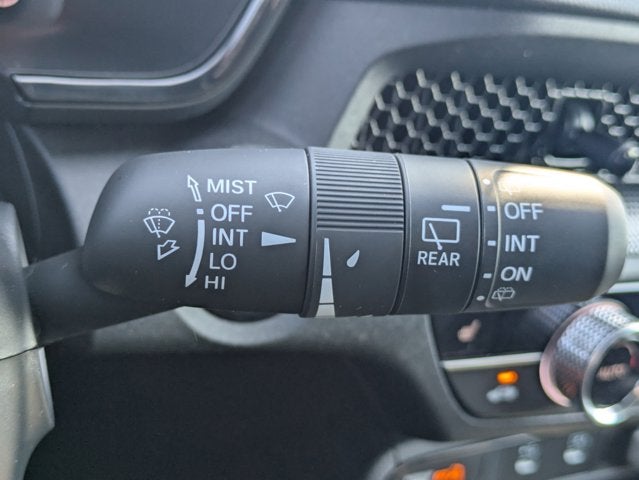 MIST
OFF
INT
LO
HI
REAR
OFF
INT
ON